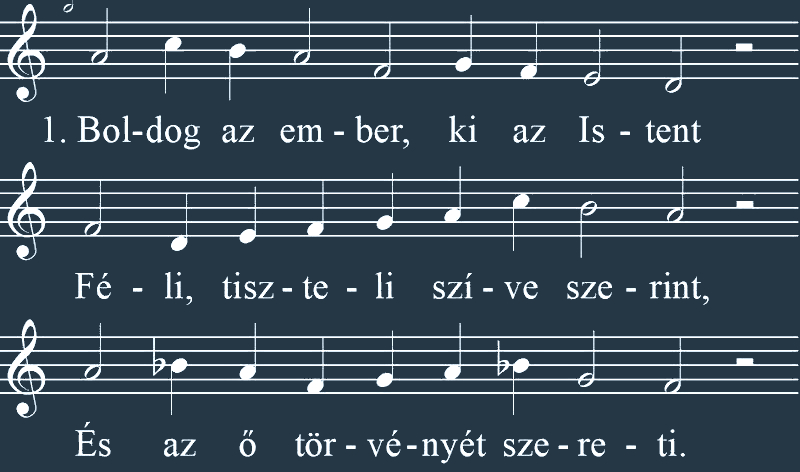 1. Bol-dog az em - ber, ki az Is - tent
Fé - li, tisz - te - li szí - ve sze - rint,
És az ő tör - vé - nyét sze - re - ti.